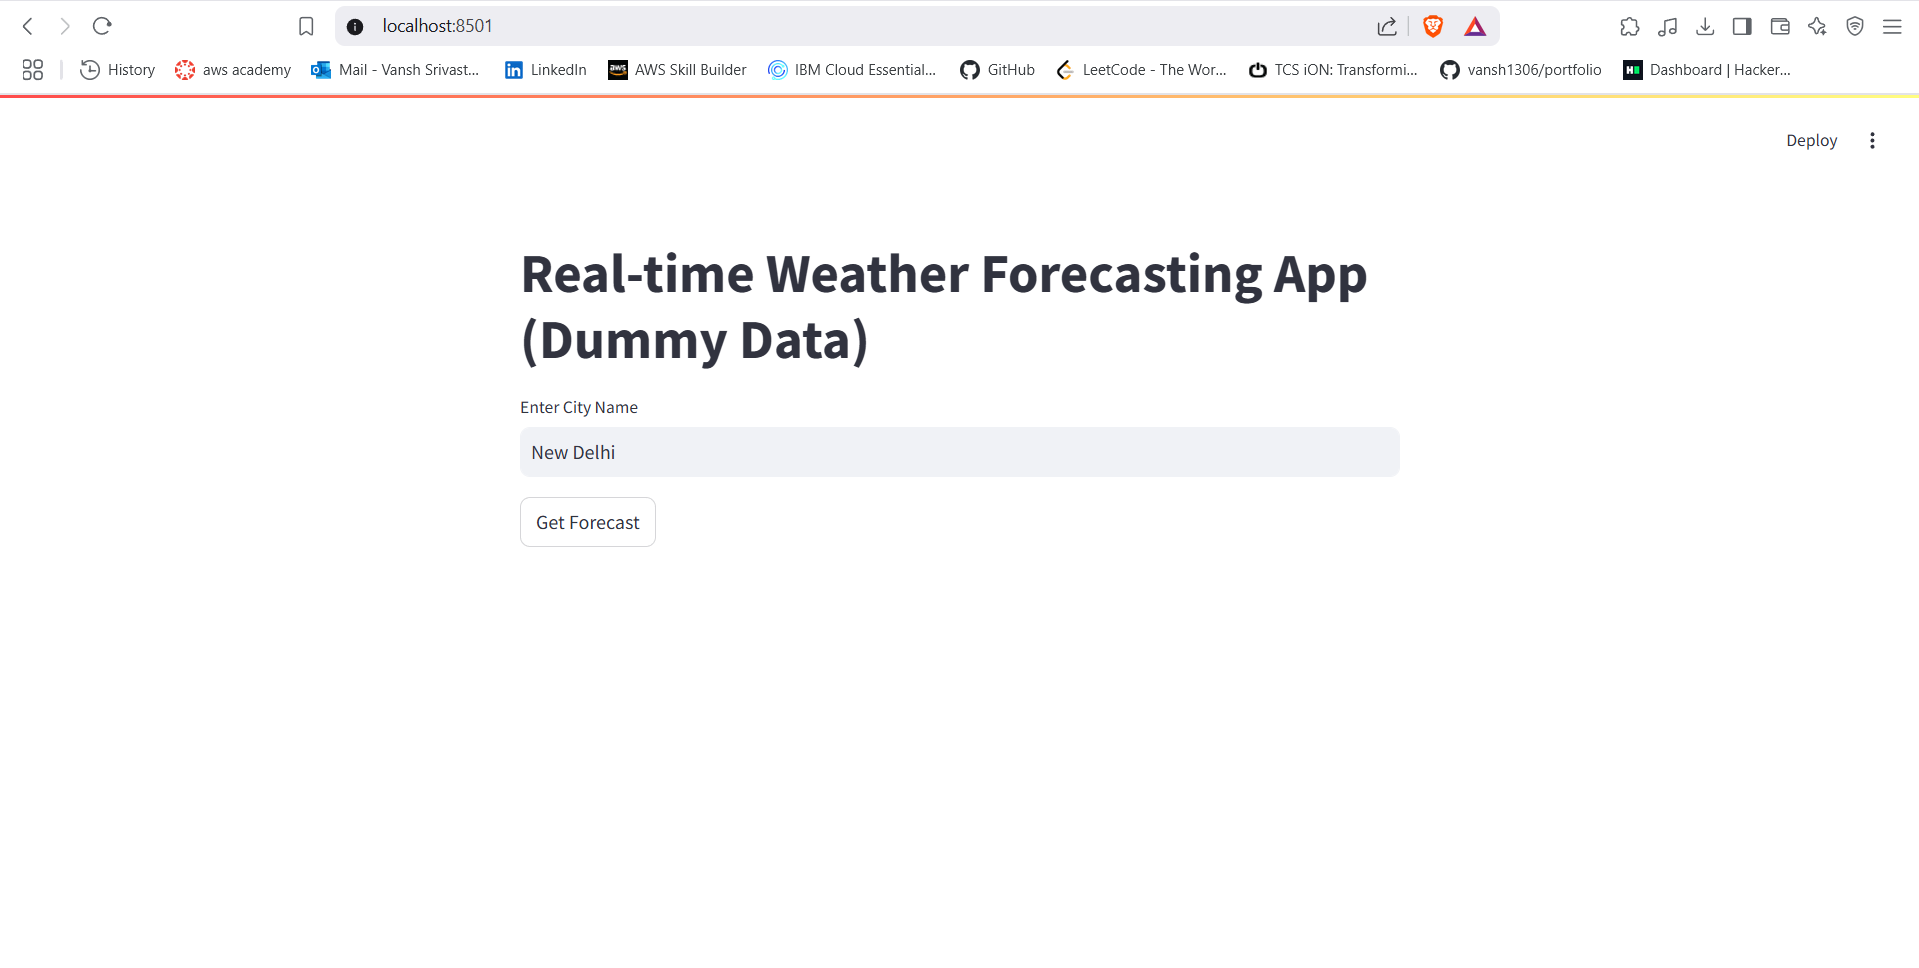 localhost:8501
History aws academy Mail - Vansh Srivast... LinkedIn aws AWS Skill Builder IBM Cloud Essential... GitHub LeetCode - The Wor... TCS iON: Transformi... vansh1306/portfolio H Dashboard | Hacker...
Deploy
Real-time Weather Forecasting App
(Dummy Data)
Enter City Name
New Delhi
Get Forecast